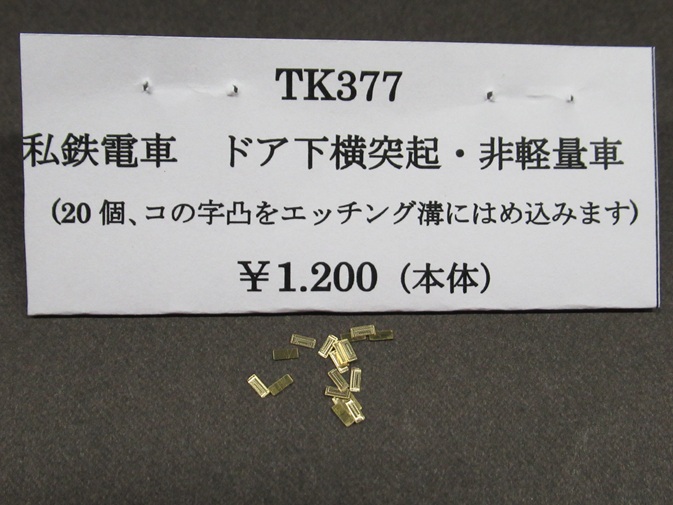 TK377
私鉄電車　ドア下横突起・非軽量車
(20個、コの字凸をエッチング溝にはめ込みます)
￥1.200（本体）